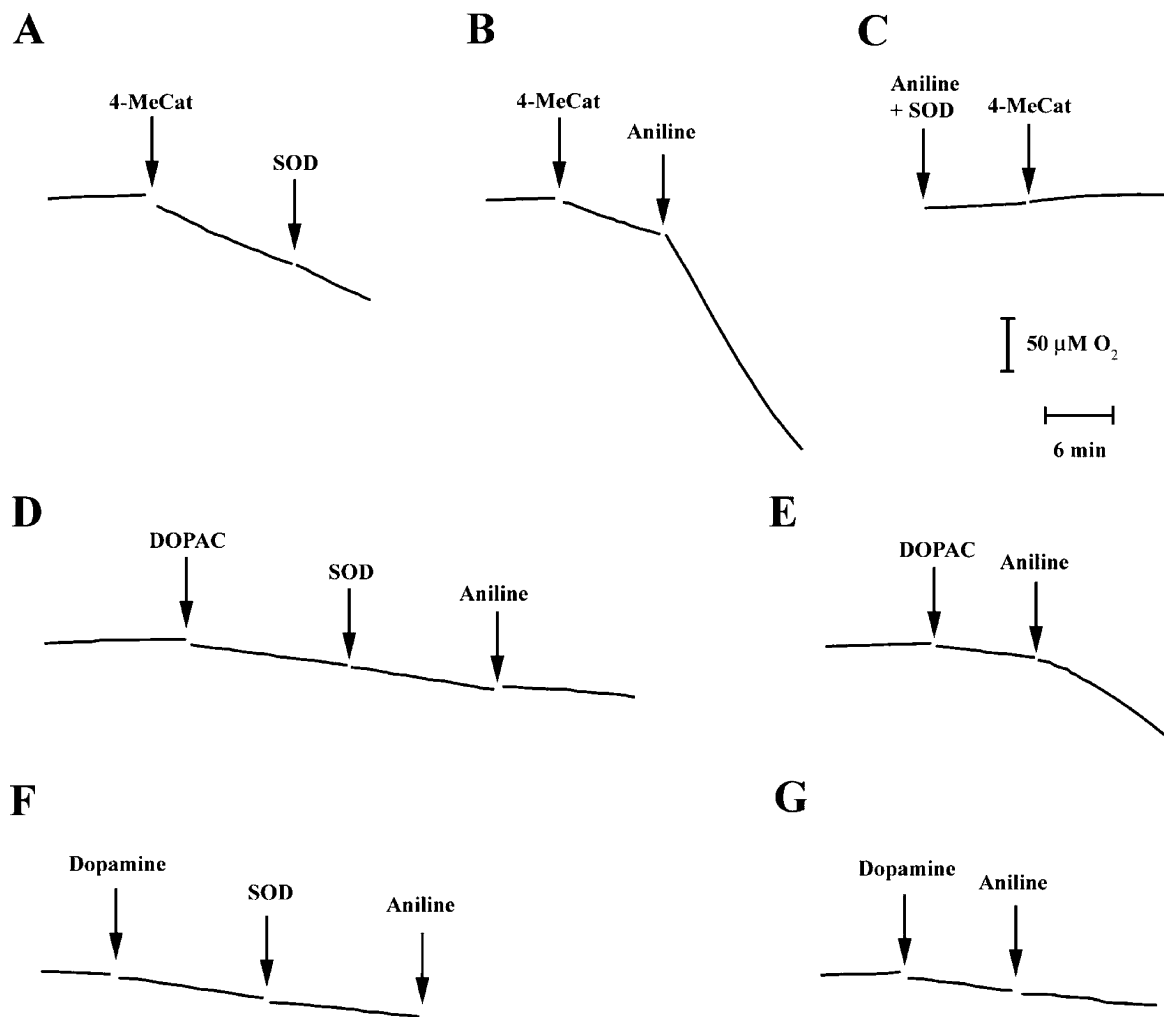 A
4-MeCat
SOD
B
4-MeCat
Aniline
C
Aniline
+ SOD
4-MeCat
50 μM O₂
6 min
D
DOPAC
SOD
Aniline
E
DOPAC
Aniline
F
Dopamine
SOD
Aniline
G
Dopamine
Aniline